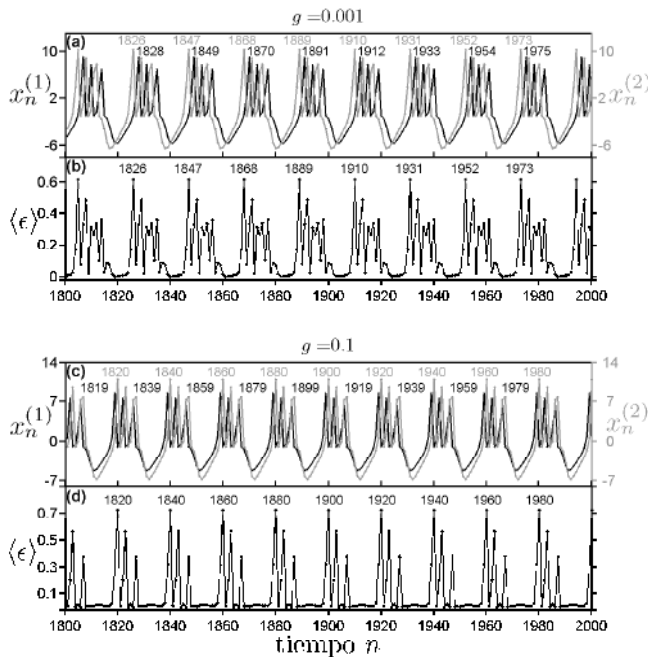 g = 0.001
(a)
1826 1847 1868 1889 1910 1931 1952 1973
1828 1849 1870 1891 1912 1933 1954 1975
10 2 -6
x_n^{(1)}
10 2 -6
x_n^{(2)}
(b)
1826 1847 1868 1889 1910 1931 1952 1973
0.6 0.4 0.2 0
⟨ϵ⟩
1800 1820 1840 1860 1880 1900 1920 1940 1960 1980 2000
g = 0.1
(c)
1820 1840 1860 1880 1900 1920 1940 1960 1980
1819 1839 1859 1879 1899 1919 1939 1959 1979
14 7 0 -7
x_n^{(1)}
14 7 0 -7
x_n^{(2)}
(d)
1820 1840 1860 1880 1900 1920 1940 1960 1980
0.7 0.5 0.3 0.1
⟨ϵ⟩
1800 1820 1840 1860 1880 1900 1920 1940 1960 1980 2000
tiempo n